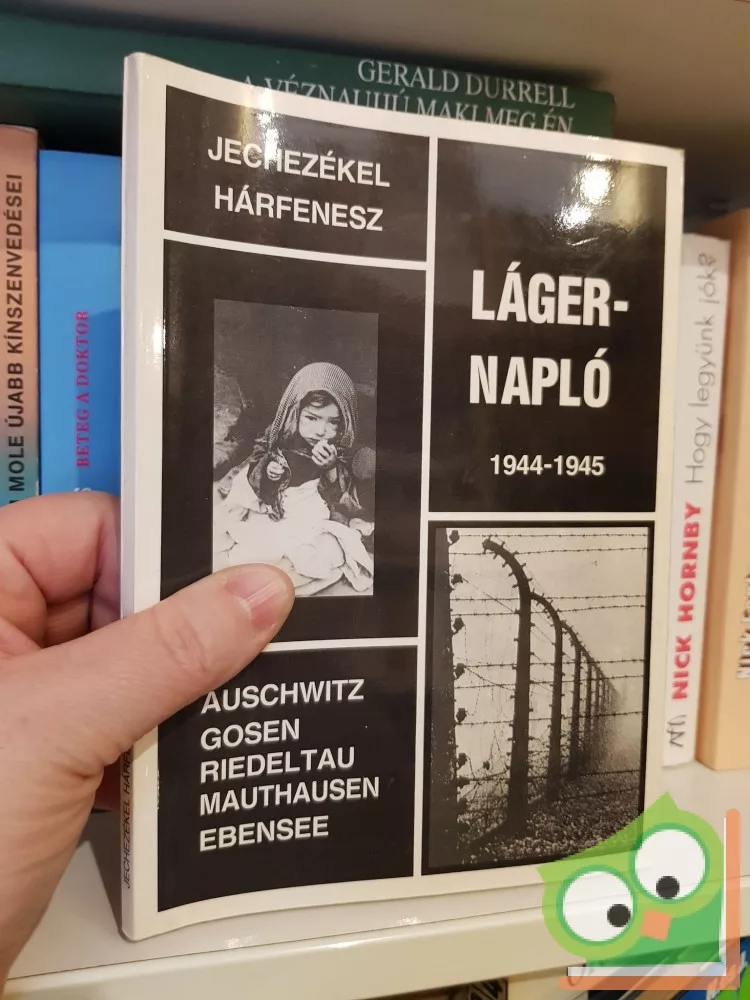 GERALD DURRELL
A VÉZNAUJJÚ MAKI MEG ÉN
JECHEZÉKEL
HÁRFENESZ
LÁGER-
NAPLÓ
1944-1945
AUSCHWITZ
GOSEN
RIEDELTAU
MAUTHAUSEN
EBENSEE
MOLE ÚJABB KÍNSZENVEDÉSEI
BETEG A DOKTOR
NICK HORNBY Hogy legyünk jók?
JECHEZÉKEL